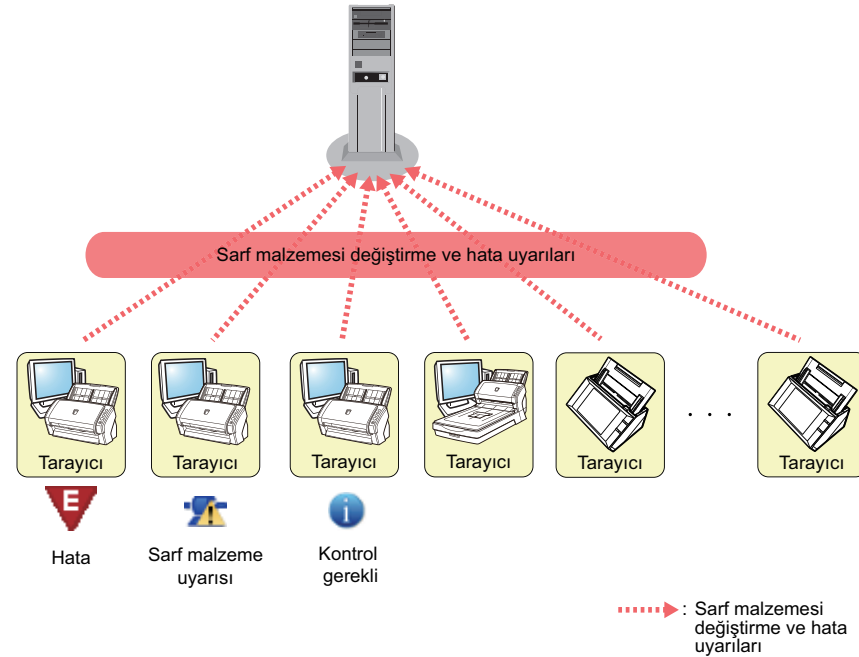 Sarf malzemesi değiştirme ve hata uyarıları
Tarayıcı Tarayıcı Tarayıcı Tarayıcı Tarayıcı . . . Tarayıcı
E
i
Hata
Sarf malzeme
uyarısı
Kontrol
gerekli
: Sarf malzemesi
değiştirme ve hata
uyarıları